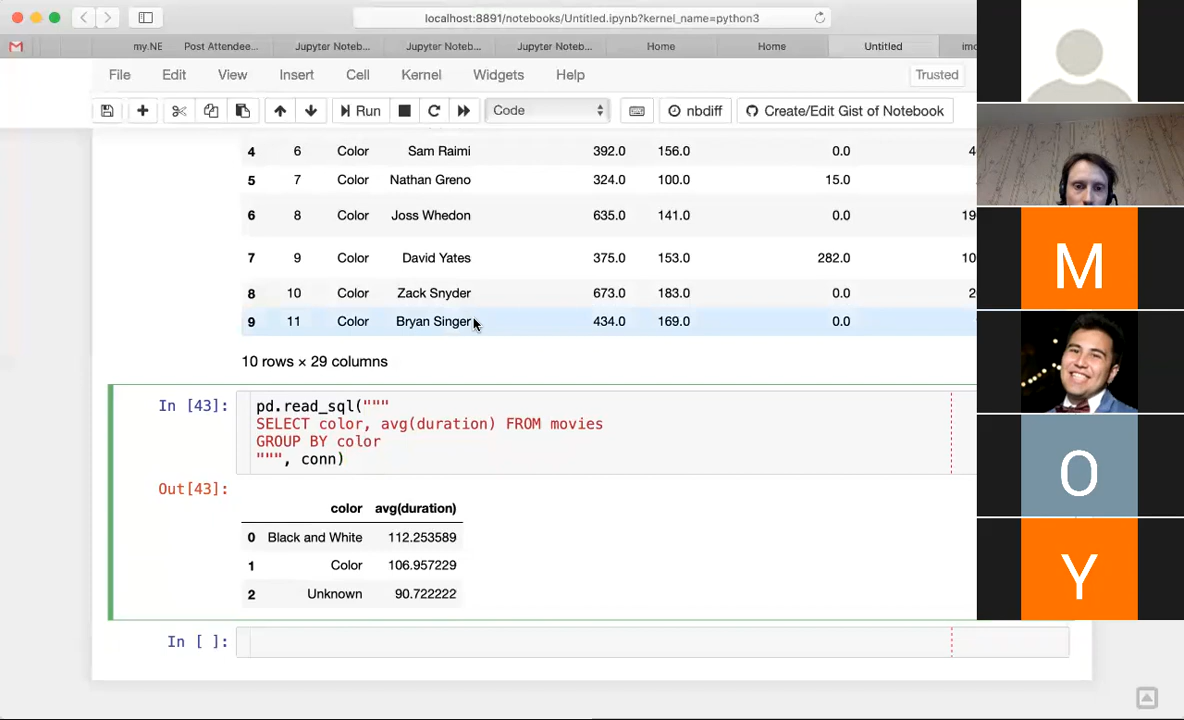 localhost:8891/notebooks/Untitled.ipynb?kernel_name=python3
my.NE Post Attendee... Jupyter Noteb... Jupyter Noteb... Jupyter Noteb... Home Home Untitled imd
File Edit View Insert Cell Kernel Widgets Help Trusted
Run Code nbdiff Create/Edit Gist of Notebook
4 6 Color Sam Raimi 392.0 156.0 0.0 4
5 7 Color Nathan Greno 324.0 100.0 15.0
6 8 Color Joss Whedon 635.0 141.0 0.0 19
7 9 Color David Yates 375.0 153.0 282.0 10
8 10 Color Zack Snyder 673.0 183.0 0.0 2
9 11 Color Bryan Singer 434.0 169.0 0.0
10 rows × 29 columns
In [43]: pd.read_sql("""
SELECT color, avg(duration) FROM movies
GROUP BY color
""", conn)
Out[43]:
color avg(duration)
0 Black and White 112.253589
1 Color 106.957229
2 Unknown 90.722222
In [ ]:
M
O
Y